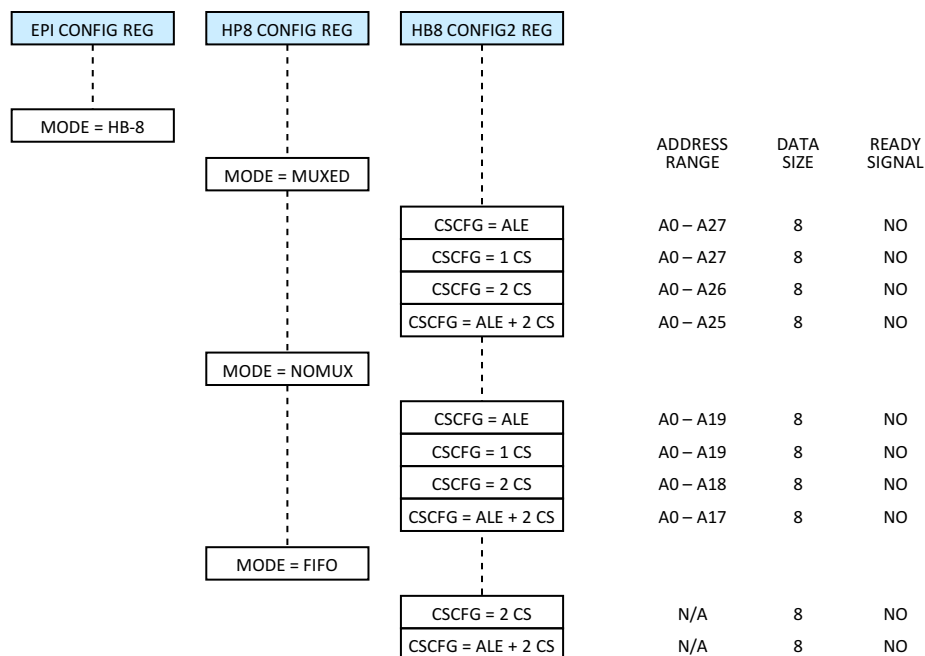 EPI CONFIG REG HP8 CONFIG REG HB8 CONFIG2 REG
MODE = HB-8
ADDRESS RANGE DATA SIZE READY SIGNAL
MODE = MUXED
CSCFG = ALE A0 – A27 8 NO
CSCFG = 1 CS A0 – A27 8 NO
CSCFG = 2 CS A0 – A26 8 NO
CSCFG = ALE + 2 CS A0 – A25 8 NO
MODE = NOMUX
CSCFG = ALE A0 – A19 8 NO
CSCFG = 1 CS A0 – A19 8 NO
CSCFG = 2 CS A0 – A18 8 NO
CSCFG = ALE + 2 CS A0 – A17 8 NO
MODE = FIFO
CSCFG = 2 CS N/A 8 NO
CSCFG = ALE + 2 CS N/A 8 NO